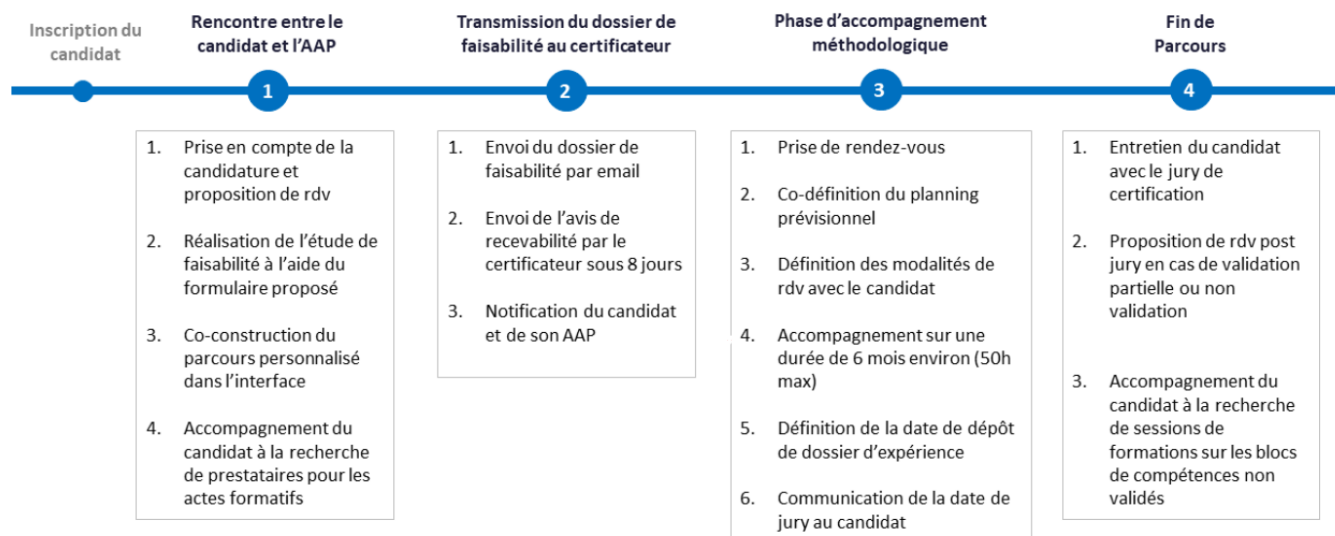 Inscription du
candidat
Rencontre entre le
candidat et l'AAP
Transmission du dossier de
faisabilité au certificateur
Phase d'accompagnement
méthodologique
Fin de
Parcours
1
2
3
4
1. Prise en compte de la
candidature et
proposition de rdv
2. Réalisation de l'étude de
faisabilité à l'aide du
formulaire proposé
3. Co-construction du
parcours personnalisé
dans l'interface
4. Accompagnement du
candidat à la recherche
de prestataires pour les
actes formatifs
1. Envoi du dossier de
faisabilité par email
2. Envoi de l'avis de
recevabilité par le
certificateur sous 8 jours
3. Notification du candidat
et de son AAP
1. Prise de rendez-vous
2. Co-définition du planning
prévisionnel
3. Définition des modalités de
rdv avec le candidat
4. Accompagnement sur une
durée de 6 mois environ (50h
max)
5. Définition de la date de dépôt
de dossier d'expérience
6. Communication de la date de
jury au candidat
1. Entretien du candidat
avec le jury de
certification
2. Proposition de rdv post
jury en cas de validation
partielle ou non
validation
3. Accompagnement du
candidat à la recherche
de sessions de
formations sur les blocs
de compétences non
validés